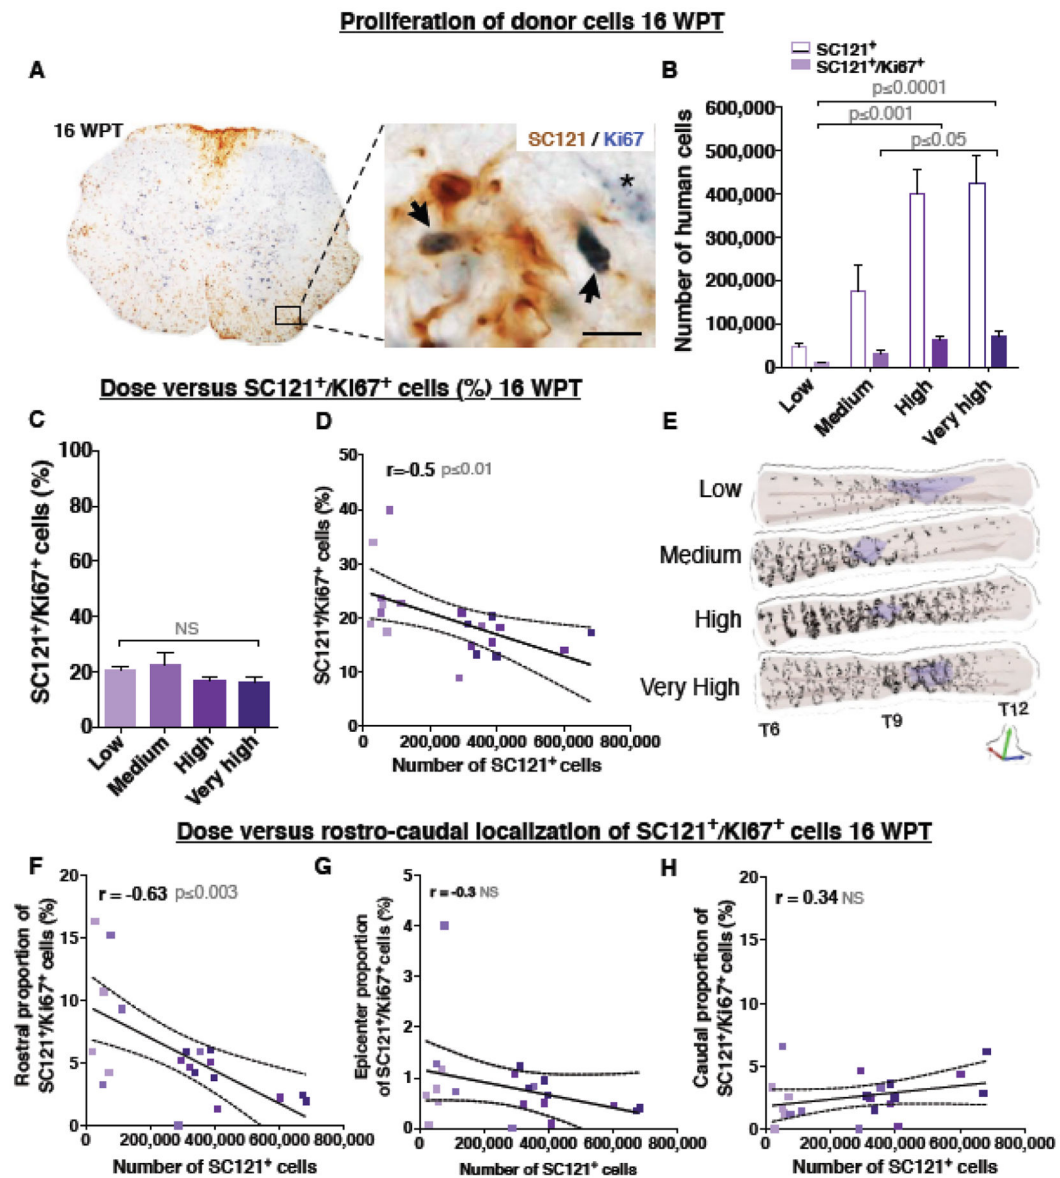 Proliferation of donor cells 16 WPT
A
16 WPT
SC121 / Ki67
*
B
SC121⁺
SC121⁺/Ki67⁺
p≤0.0001
p≤0.001
p≤0.05
Number of human cells
600,000
500,000
400,000
300,000
200,000
100,000
0
Low
Medium
High
Very high
Dose versus SC121⁺/KI67⁺ cells (%) 16 WPT
C
SC121⁺/Ki67⁺ cells (%)
100
80
60
40
20
0
NS
Low
Medium
High
Very high
D
r=-0.5 p≤0.01
SC121⁺/Ki67⁺ cells (%)
50
40
30
20
10
0
0
200,000
400,000
600,000
800,000
Number of SC121⁺ cells
E
Low
Medium
High
Very High
T6
T9
T12
Dose versus rostro-caudal localization of SC121⁺/KI67⁺ cells 16 WPT
F
r = -0.63 p≤0.003
Rostral proportion of
SC121⁺/Ki67⁺ cells (%)
20
15
10
5
0
0
200,000
400,000
600,000
800,000
Number of SC121⁺ cells
G
r = -0.3 NS
Epicenter proportion
of SC121⁺/Ki67⁺ cells (%)
5
4
3
2
1
0
0
200,000
400,000
600,000
800,000
Number of SC121⁺ cells
H
r = 0.34 NS
Caudal proportion of
SC121⁺/Ki67⁺ cells (%)
20
15
10
5
0
0
200,000
400,000
600,000
800,000
Number of SC121⁺ cells